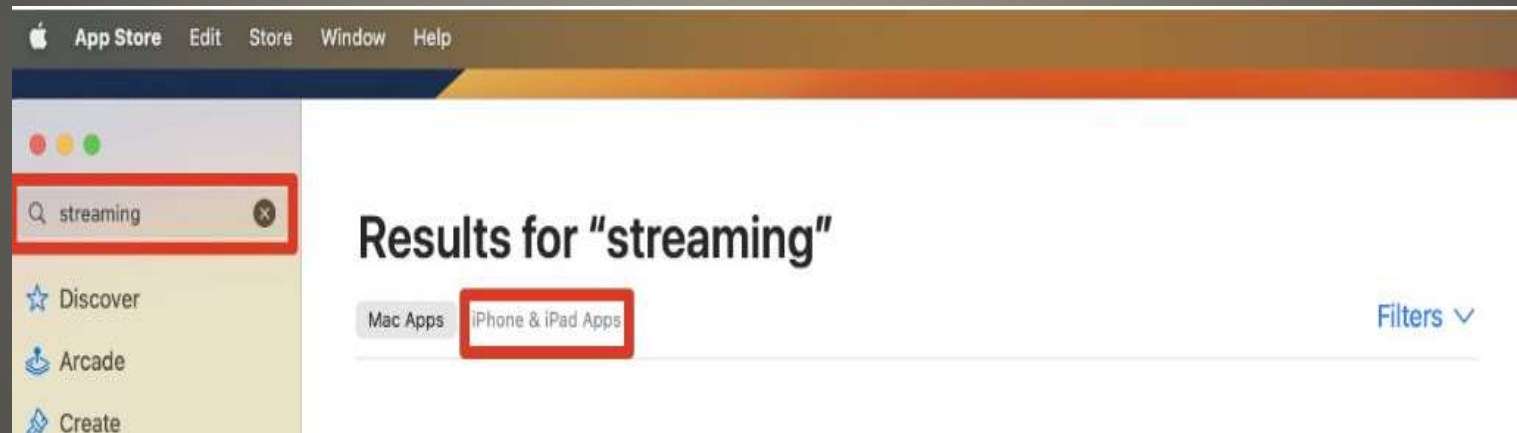 App Store Edit Store Window Help
streaming
Discover
Arcade
Create
Results for “streaming”
Mac Apps iPhone & iPad Apps
Filters